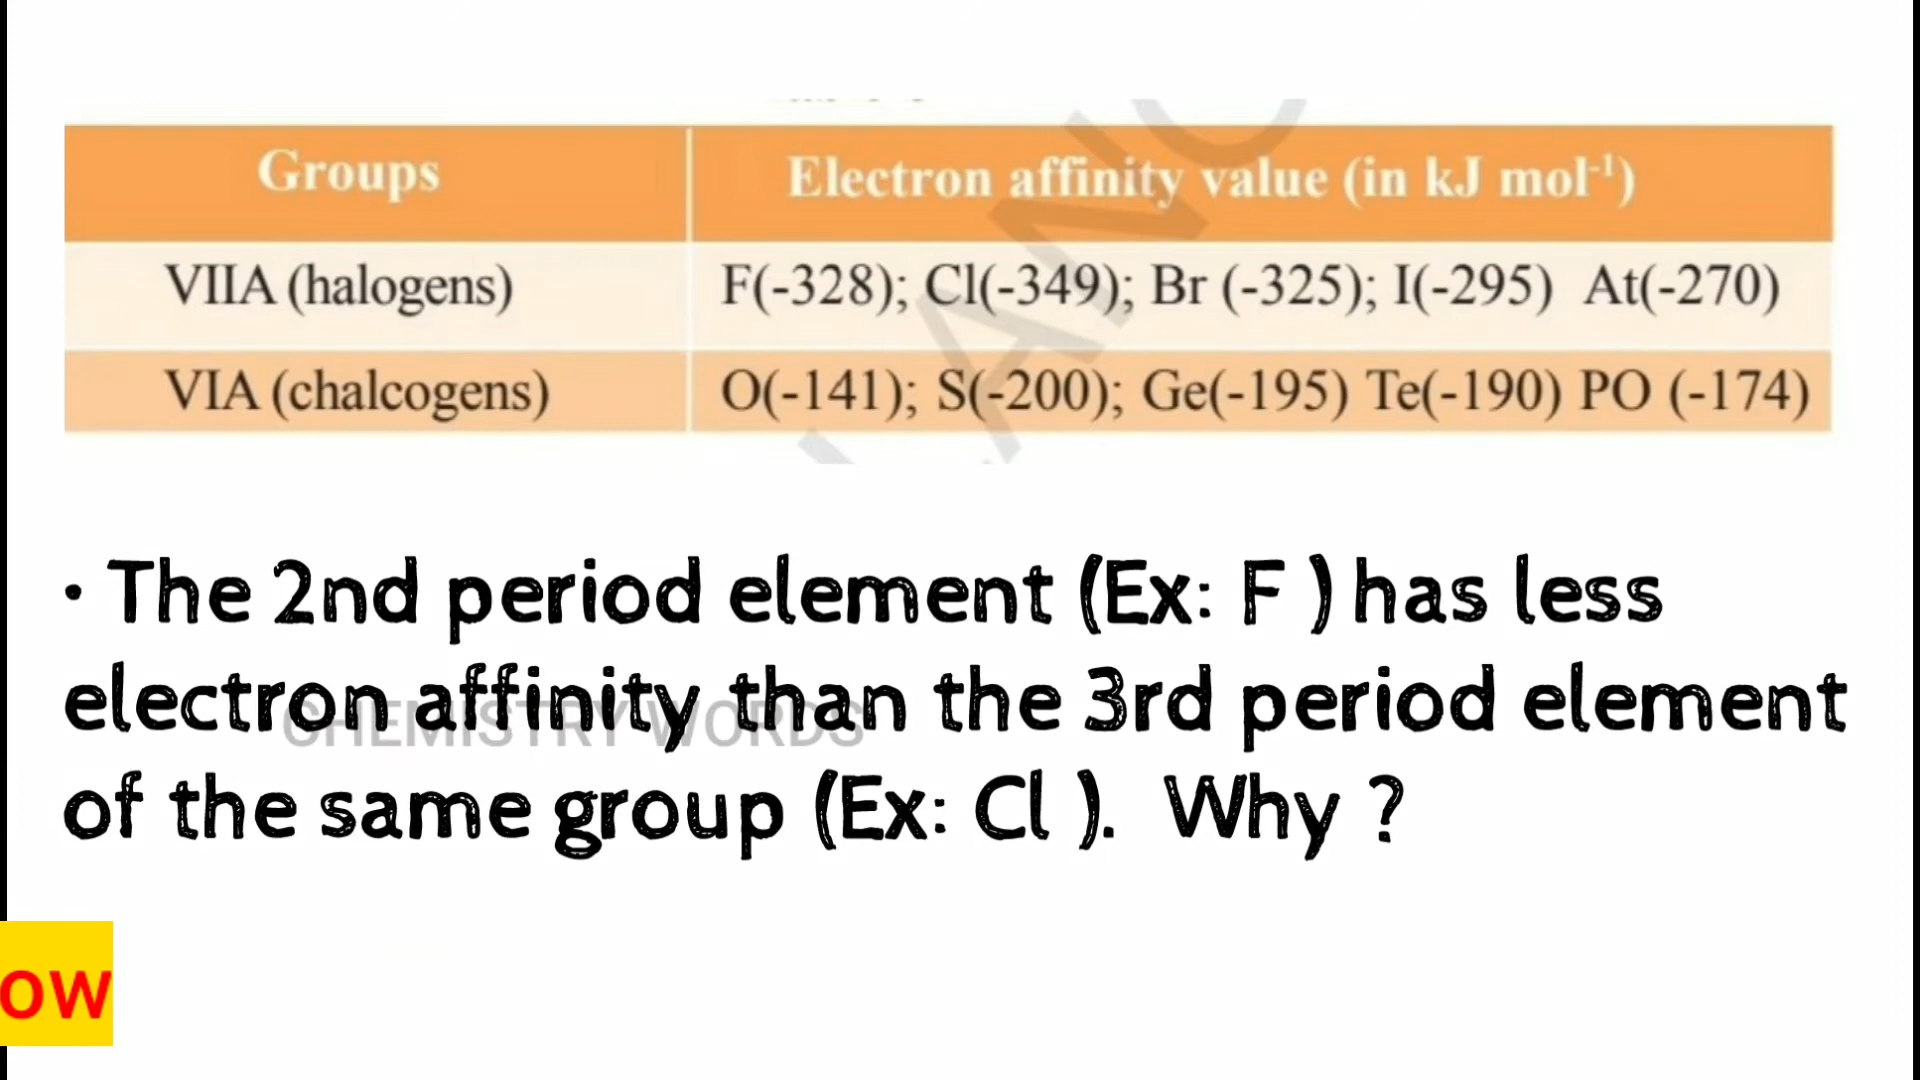 Groups Electron affinity value (in kJ mol⁻¹)
VIIA (halogens) F(-328); Cl(-349); Br (-325); I(-295) At(-270)
VIA (chalcogens) O(-141); S(-200); Ge(-195) Te(-190) PO (-174)
• The 2nd period element (Ex: F ) has less
electron affinity than the 3rd period element
CHEMISTRY WORDS
of the same group (Ex: Cl ). Why ?
OW